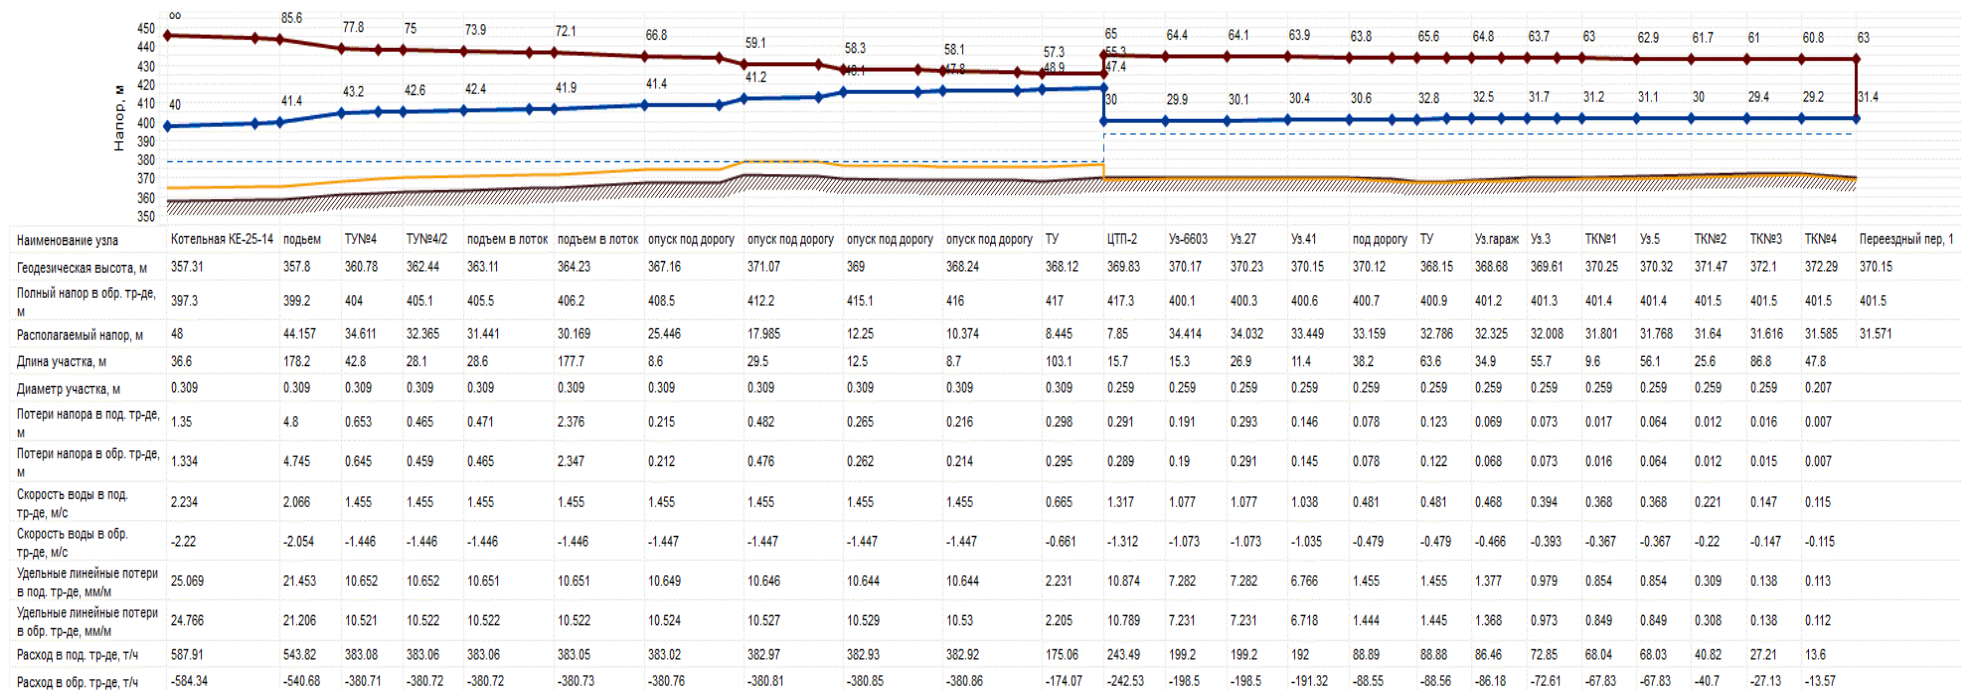 88
85.6
77.8
75
73.9
72.1
66.8
59.1
58.3
58.1
57.3
65
64.4
64.1
63.9
63.8
65.6
64.8
63.7
63
62.9
61.7
61
60.8
63
55.3
40
41.4
43.2
42.6
42.4
41.9
41.4
41.2
48.1
47.8
48.9
47.4
30
29.9
30.1
30.4
30.6
32.8
32.5
31.7
31.2
31.1
30
29.4
29.2
31.4
Напор, м
450
440
430
420
410
400
390
380
370
360
350
Наименование узла Котельная КЕ-25-14 подьем ТУ№4 ТУ№4/2 подъем в лоток подъем в лоток опуск под дорогу опуск под дорогу опуск под дорогу опуск под дорогу ТУ ЦТП-2 Уз-6603 Уз.27 Уз.41 под дорогу ТУ Уз.гараж Уз.3 ТК№1 Уз.5 ТК№2 ТК№3 ТК№4 Переездный пер, 1
Геодезическая высота, м 357.31 357.8 360.78 362.44 363.11 364.23 367.16 371.07 369 368.24 368.12 369.83 370.17 370.23 370.15 370.12 368.15 368.68 369.61 370.25 370.32 371.47 372.1 372.29 370.15
Полный напор в обр. тр-де,
м
397.3 399.2 404 405.1 405.5 406.2 408.5 412.2 415.1 416 417 417.3 400.1 400.3 400.6 400.7 400.9 401.2 401.3 401.4 401.4 401.5 401.5 401.5 401.5
Располагаемый напор, м 48 44.157 34.611 32.365 31.441 30.169 25.446 17.985 12.25 10.374 8.445 7.85 34.414 34.032 33.449 33.159 32.786 32.325 32.008 31.801 31.768 31.64 31.616 31.585 31.571
Длина участка, м 36.6 178.2 42.8 28.1 28.6 177.7 8.6 29.5 12.5 8.7 103.1 15.7 15.3 26.9 11.4 38.2 63.6 34.9 55.7 9.6 56.1 25.6 86.8 47.8
Диаметр участка, м 0.309 0.309 0.309 0.309 0.309 0.309 0.309 0.309 0.309 0.309 0.309 0.259 0.259 0.259 0.259 0.259 0.259 0.259 0.259 0.259 0.259 0.259 0.259 0.207
Потери напора в под. тр-де,
м
1.35 4.8 0.653 0.465 0.471 2.376 0.215 0.482 0.265 0.216 0.298 0.291 0.191 0.293 0.146 0.078 0.123 0.069 0.073 0.017 0.064 0.012 0.016 0.007
Потери напора в обр. тр-де,
м
1.334 4.745 0.645 0.459 0.465 2.347 0.212 0.476 0.262 0.214 0.295 0.289 0.19 0.291 0.145 0.078 0.122 0.068 0.073 0.016 0.064 0.012 0.015 0.007
Скорость воды в под.
тр-де, м/с
2.234 2.066 1.455 1.455 1.455 1.455 1.455 1.455 1.455 1.455 0.665 1.317 1.077 1.077 1.038 0.481 0.481 0.468 0.394 0.368 0.368 0.221 0.147 0.115
Скорость воды в обр.
тр-де, м/с
-2.22 -2.054 -1.446 -1.446 -1.446 -1.446 -1.447 -1.447 -1.447 -1.447 -0.661 -1.312 -1.073 -1.073 -1.035 -0.479 -0.479 -0.466 -0.393 -0.367 -0.367 -0.22 -0.147 -0.115
Удельные линейные потери
в под. тр-де, мм/м
25.069 21.453 10.652 10.652 10.651 10.651 10.649 10.646 10.644 10.644 2.231 10.874 7.282 7.282 6.766 1.455 1.455 1.377 0.979 0.854 0.854 0.309 0.138 0.113
Удельные линейные потери
в обр. тр-де, мм/м
24.766 21.206 10.521 10.522 10.522 10.522 10.524 10.527 10.529 10.53 2.205 10.789 7.231 7.231 6.718 1.444 1.445 1.368 0.973 0.849 0.849 0.308 0.138 0.112
Расход в под. тр-де, т/ч 587.91 543.82 383.08 383.06 383.06 383.05 383.02 382.97 382.93 382.92 175.06 243.49 199.2 199.2 192 88.89 88.88 86.46 72.85 68.04 68.03 40.82 27.21 13.6
Расход в обр. тр-де, т/ч -584.34 -540.68 -380.71 -380.72 -380.72 -380.73 -380.76 -380.81 -380.85 -380.86 -174.07 -242.53 -198.5 -198.5 -191.32 -88.55 -88.56 -86.18 -72.61 -67.83 -67.83 -40.7 -27.13 -13.57